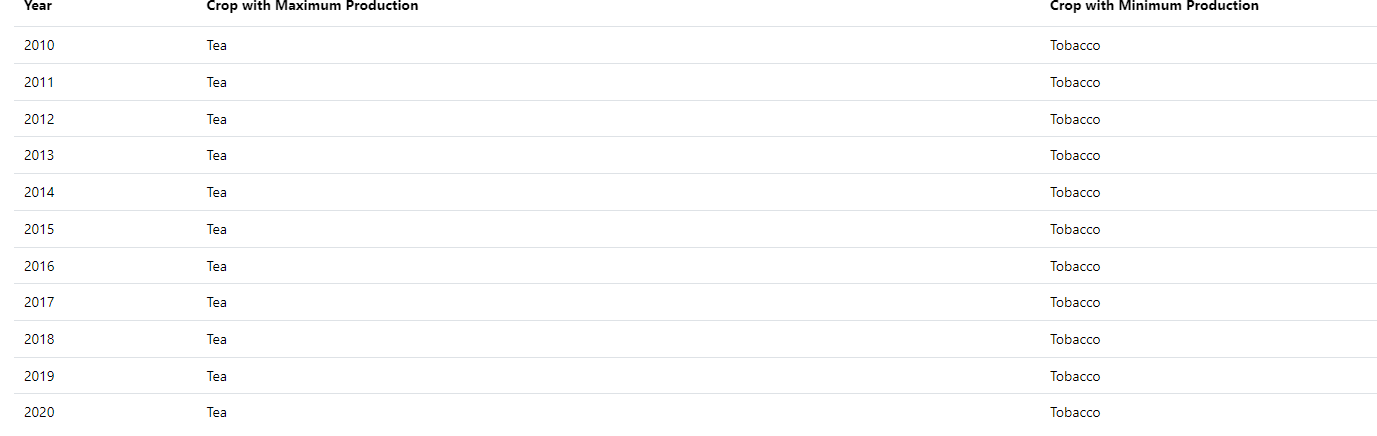 Year Crop with Maximum Production Crop with Minimum Production
2010 Tea Tobacco
2011 Tea Tobacco
2012 Tea Tobacco
2013 Tea Tobacco
2014 Tea Tobacco
2015 Tea Tobacco
2016 Tea Tobacco
2017 Tea Tobacco
2018 Tea Tobacco
2019 Tea Tobacco
2020 Tea Tobacco